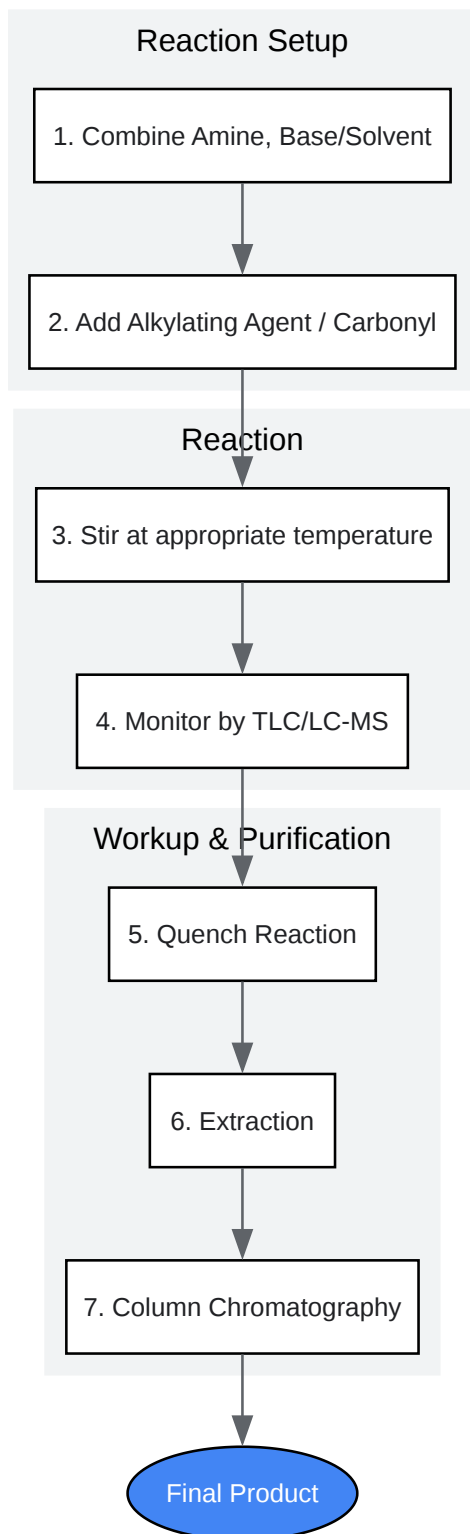 Reaction Setup
1. Combine Amine, Base/Solvent
2. Add Alkylating Agent / Carbonyl
Reaction
3. Stir at appropriate temperature
4. Monitor by TLC/LC-MS
Workup & Purification
5. Quench Reaction
6. Extraction
7. Column Chromatography
Final Product